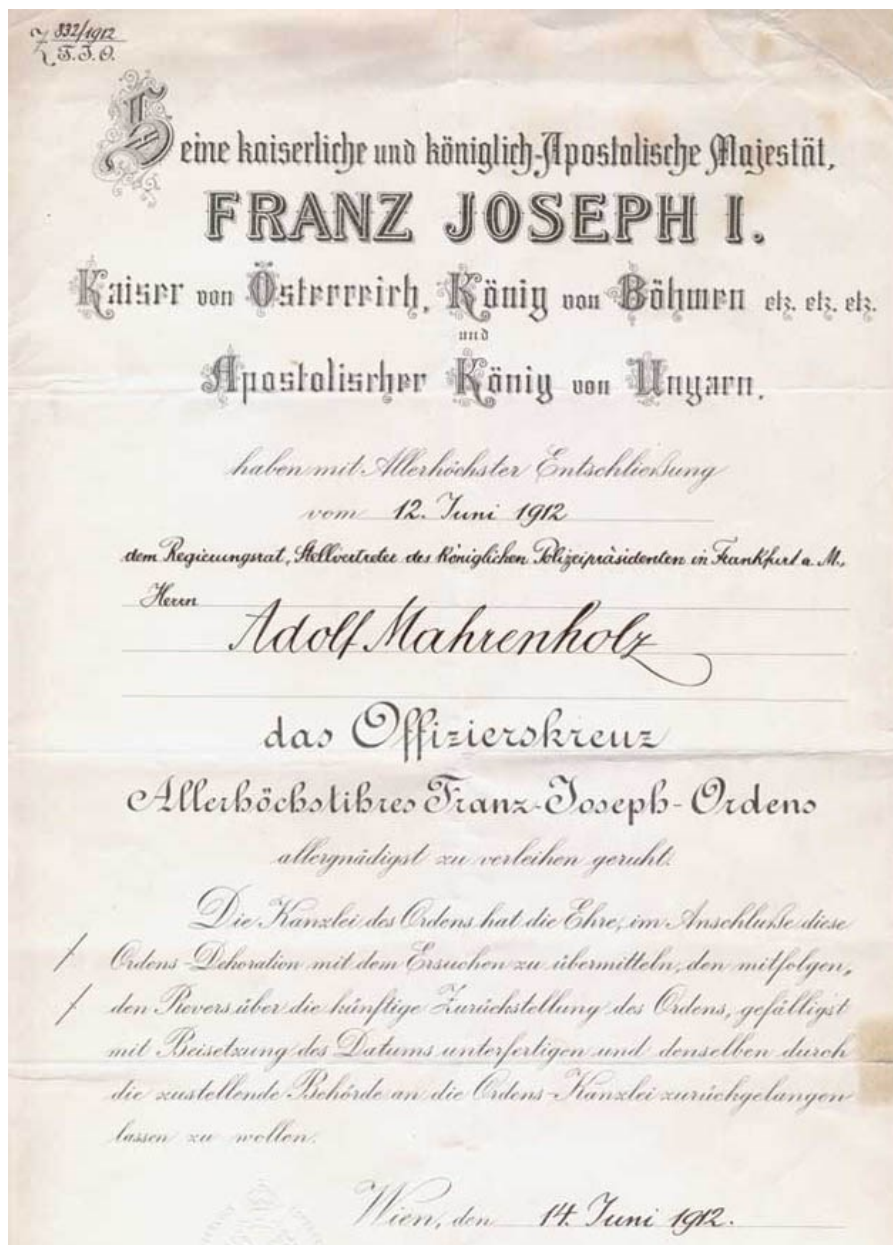 Z 832/1912
F.J.O.
Seine kaiserliche und königlich-Apostolische Majestät,
FRANZ JOSEPH I.
Kaiser von Österreich, König von Böhmen etz. etz. etz.
und
Apostolischer König von Ungarn,
haben mit Allerhöchster Entschließung
vom 12. Juni 1912
dem Regierungsrat, Stellvertreter des Königlichen Polizeipräsidenten in Frankfurt a. M.,
Herrn
Adolf Mahrenholz
das Offizierskreuz
Allerhöchstihres Franz-Joseph-Ordens
allergnädigst zu verleihen geruht.
Die Kanzlei des Ordens hat die Ehre, im Anschluße diese
Ordens-Dekoration mit dem Ersuchen zu übermitteln, den mitfolgen,
den Revers über die künftige Zurückstellung des Ordens, gefälligst
mit Beisetzung des Datums unterfertigen und denselben durch
die zustellende Behörde an die Ordens-Kanzlei zurückgelangen
lassen zu wollen.
Wien, den 14. Juni 1912.